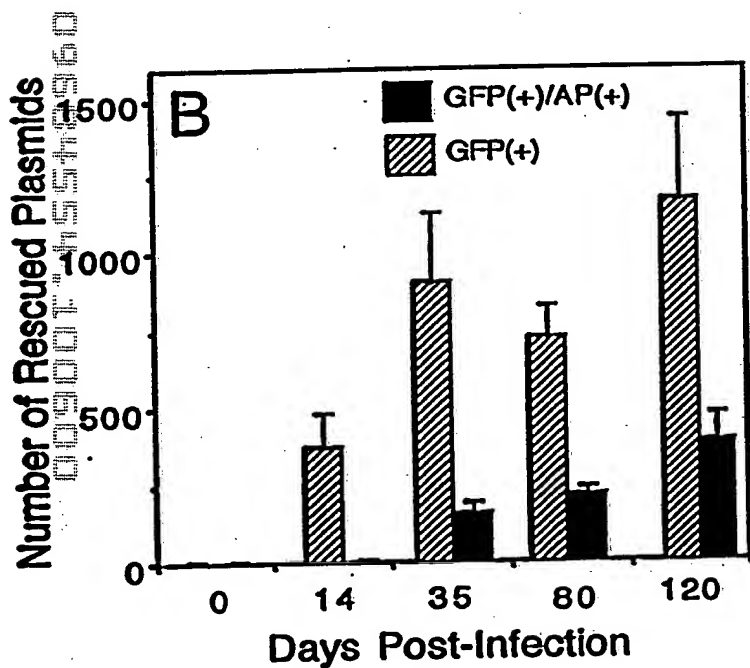 B
GFP(+)/AP(+)
GFP(+)
Number of Rescued Plasmids
1500
1000
500
0
0 14 35 80 120
Days Post-Infection